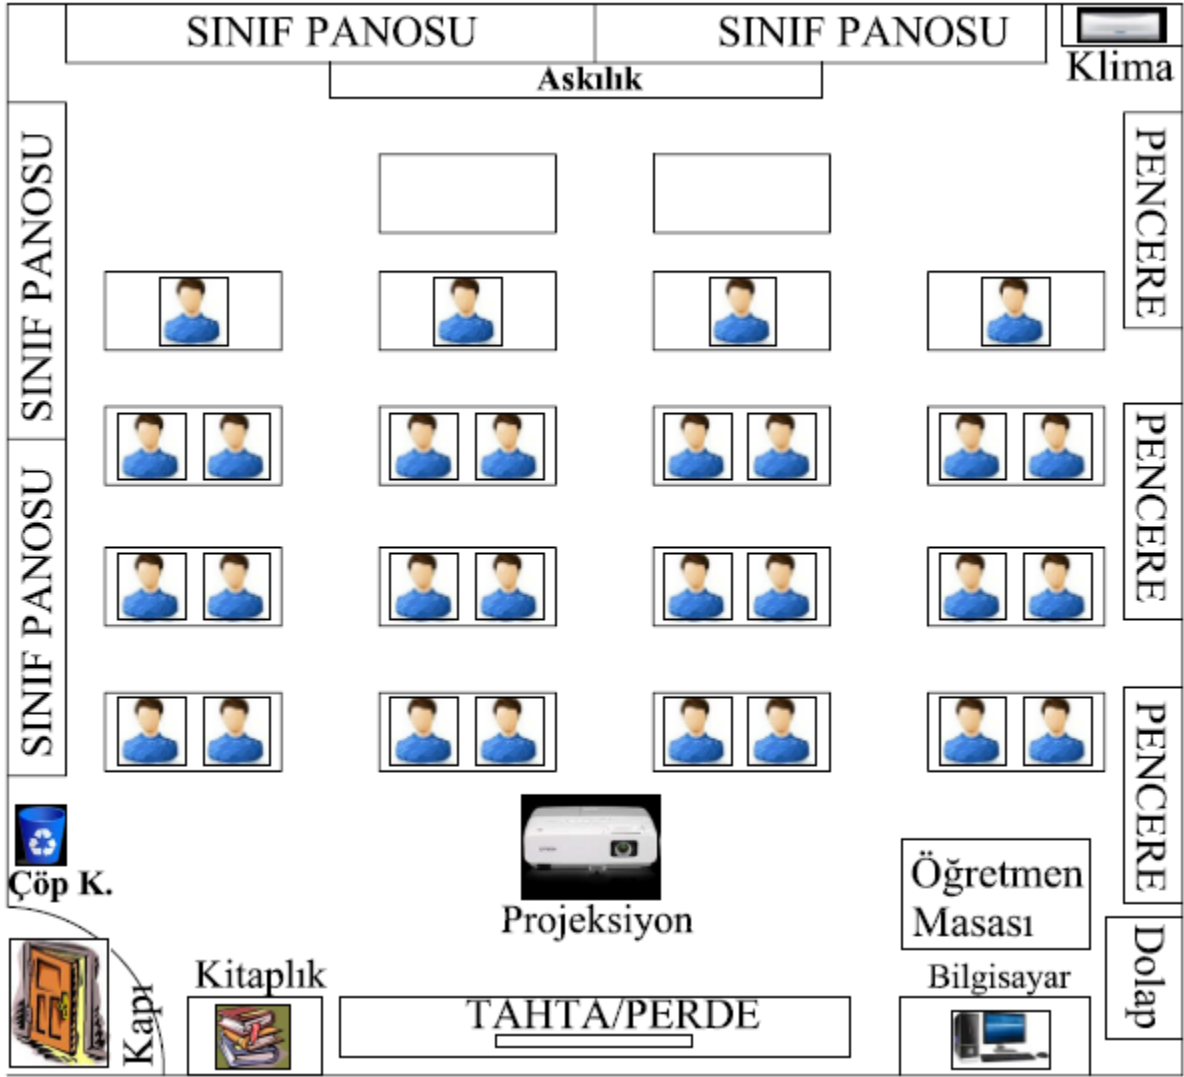 SINIF PANOSU
SINIF PANOSU
Klima
Askılık
SINIF PANOSU
PENCERE
PENCERE
SINIF PANOSU
PENCERE
Çöp K.
Projeksiyon
Öğretmen
Masası
Dolap
Kapı
Kitaplık
TAHTA/PERDE
Bilgisayar